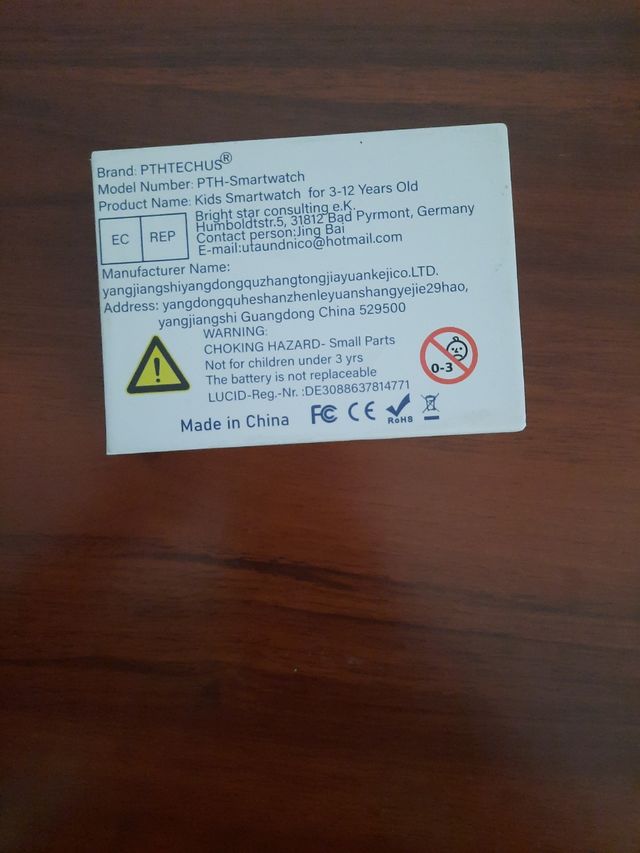 Brand: PTHTECHUS®
Model Number: PTH-Smartwatch
Product Name: Kids Smartwatch for 3-12 Years Old
EC REP
Bright star consulting e.K.
Humboldtstr.5, 31812 Bad Pyrmont, Germany
Contact person:Jing Bai
E-mail:utaundnico@hotmail.com
Manufacturer Name:
yangjiangshiyangdongquzhangtongjiayuankejico.LTD.
Address: yangdongquheshanzhenleyuanshangyejie29hao,
yangjiangshi Guangdong China 529500
WARNING:
CHOKING HAZARD- Small Parts
Not for children under 3 yrs
The battery is not replaceable
LUCID-Reg.-Nr. :DE3088637814771
0-3
Made in China FC CE RoHS